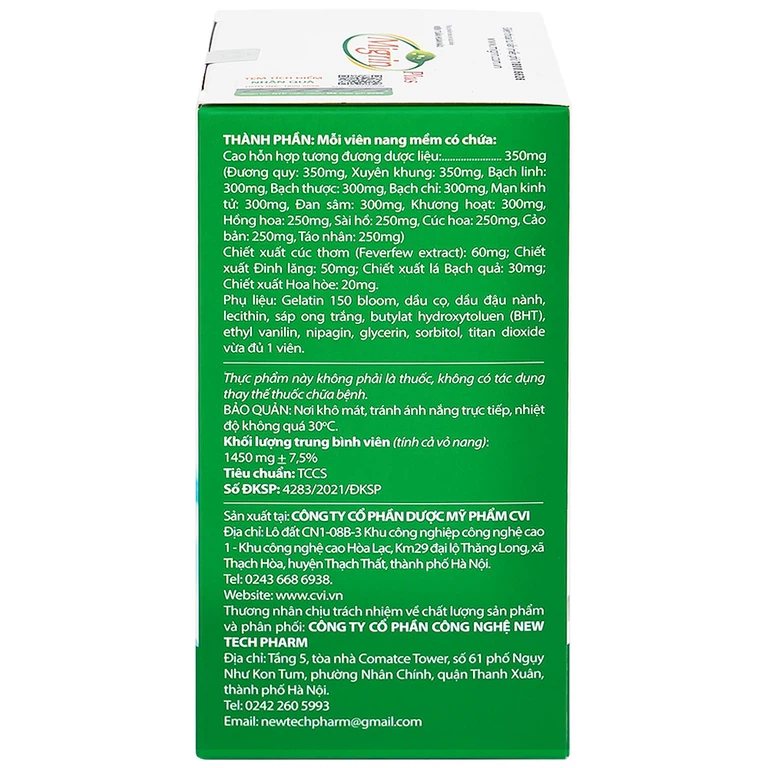 Migrin
Plus
TEM TÍCH ĐIỂM
NHÂN QUẢ
THÀNH PHẦN: Mỗi viên nang mềm có chứa:
Cao hỗn hợp tương đương dược liệu:...................... 350mg
(Đương quy: 350mg, Xuyên khung: 350mg, Bạch linh:
300mg, Bạch thược: 300mg, Bạch chỉ: 300mg, Mạn kinh
tử: 300mg, Đan sâm: 300mg, Khương hoạt: 300mg,
Hồng hoa: 250mg, Sài hồ: 250mg, Cúc hoa: 250mg, Cảo
bản: 250mg, Táo nhân: 250mg)
Chiết xuất cúc thơm (Feverfew extract): 60mg; Chiết
xuất Đinh lăng: 50mg; Chiết xuất lá Bạch quả: 30mg;
Chiết xuất Hoa hòe: 20mg.
Phụ liệu: Gelatin 150 bloom, dầu cọ, dầu đậu nành,
lecithin, sáp ong trắng, butylat hydroxytoluen (BHT),
ethyl vanilin, nipagin, glycerin, sorbitol, titan dioxide
vừa đủ 1 viên.
Thực phẩm này không phải là thuốc, không có tác dụng
thay thế thuốc chữa bệnh.
BẢO QUẢN: Nơi khô mát, tránh ánh nắng trực tiếp, nhiệt
độ không quá 30ºC.
Khối lượng trung bình viên (tính cả vỏ nang):
1450 mg ± 7,5%
Tiêu chuẩn: TCCS
Số ĐKSP: 4283/2021/ĐKSP
Sản xuất tại: CÔNG TY CỔ PHẦN DƯỢC MỸ PHẨM CVI
Địa chỉ: Lô đất CN1-08B-3 Khu công nghiệp công nghệ cao
1 - Khu công nghệ cao Hòa Lạc, Km29 đại lộ Thăng Long, xã
Thạch Hòa, huyện Thạch Thất, thành phố Hà Nội.
Tel: 0243 668 6938.
Website: www.cvi.vn
Thương nhân chịu trách nhiệm về chất lượng sản phẩm
và phân phối: CÔNG TY CỔ PHẦN CÔNG NGHỆ NEW
TECH PHARM
Địa chỉ: Tầng 5, tòa nhà Comatce Tower, số 61 phố Ngụy
Như Kon Tum, phường Nhân Chính, quận Thanh Xuân,
thành phố Hà Nội.
Tel: 0242 260 5993
Email: newtechpharm@gmail.com